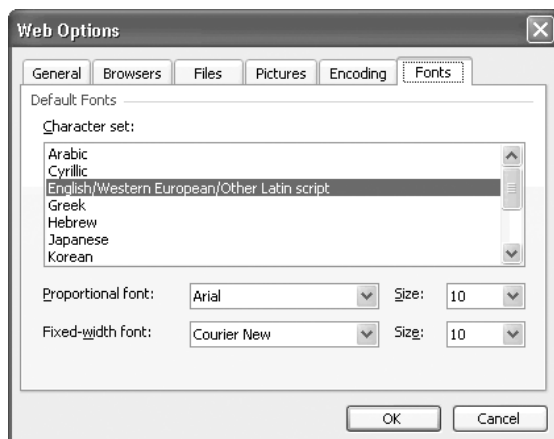 Web Options
General Browsers Files Pictures Encoding Fonts
Default Fonts
Character set:
Arabic
Cyrillic
English/Western European/Other Latin script
Greek
Hebrew
Japanese
Korean
Proportional font: Arial Size: 10
Fixed-width font: Courier New Size: 10
OK Cancel